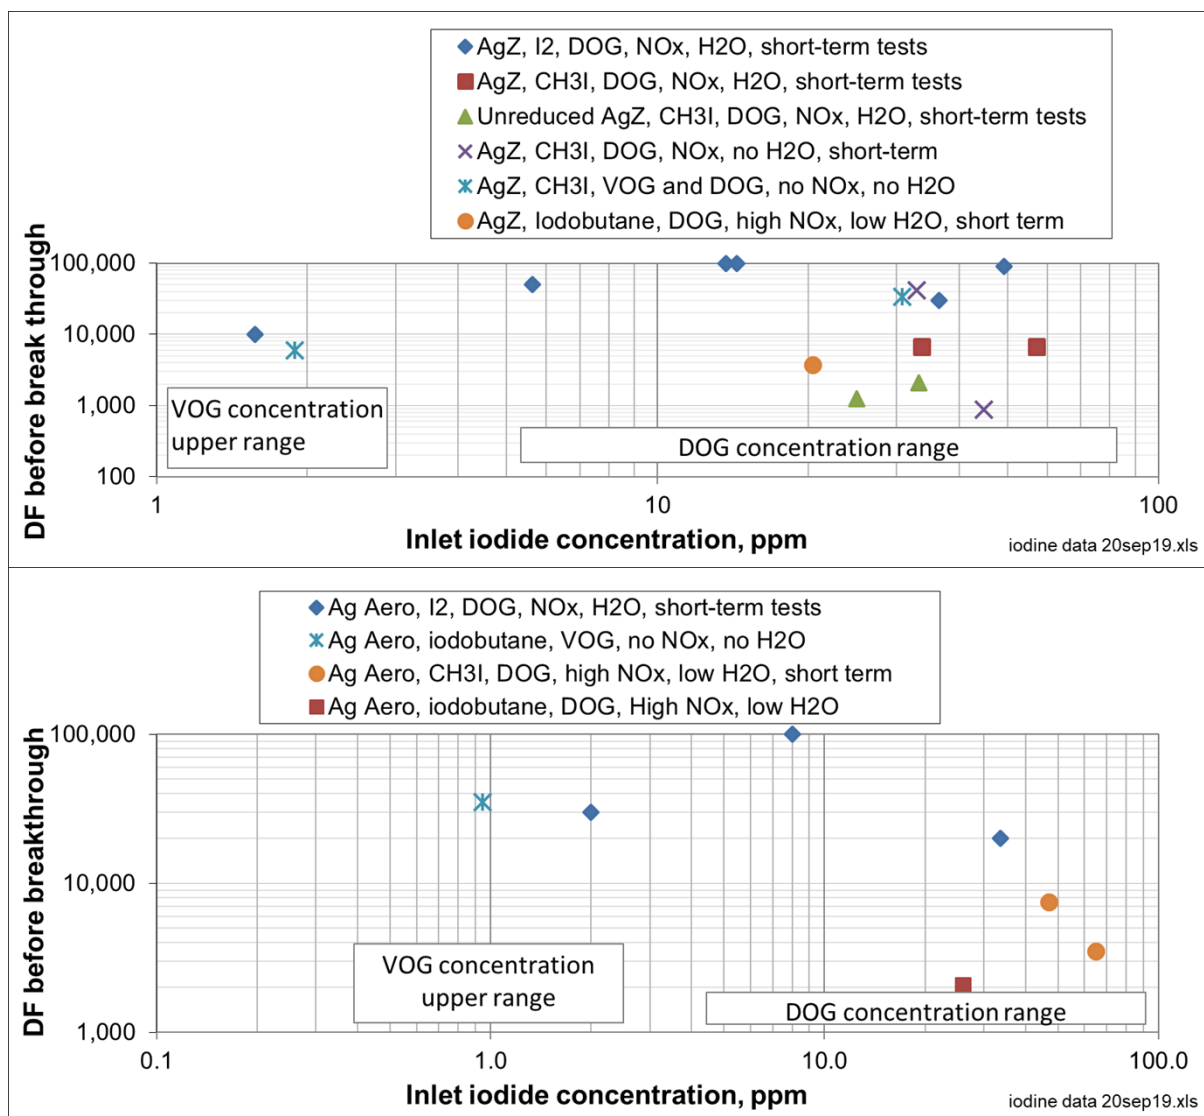 AgZ, I2, DOG, NOx, H2O, short-term tests
AgZ, CH3I, DOG, NOx, H2O, short-term tests
Unreduced AgZ, CH3I, DOG, NOx, H2O, short-term tests
AgZ, CH3I, DOG, NOx, no H2O, short-term
AgZ, CH3I, VOG and DOG, no NOx, no H2O
AgZ, Iodobutane, DOG, high NOx, low H2O, short term
DF before break through
100,000
10,000
1,000
100
VOG concentration
upper range
DOG concentration range
1
10
100
Inlet iodide concentration, ppm
iodine data 20sep19.xls
Ag Aero, I2, DOG, NOx, H2O, short-term tests
Ag Aero, iodobutane, VOG, no NOx, no H2O
Ag Aero, CH3I, DOG, high NOx, low H2O, short term
Ag Aero, iodobutane, DOG, High NOx, low H2O
DF before breakthrough
100,000
10,000
1,000
VOG concentration
upper range
DOG concentration range
0.1
1.0
10.0
100.0
Inlet iodide concentration, ppm
iodine data 20sep19.xls